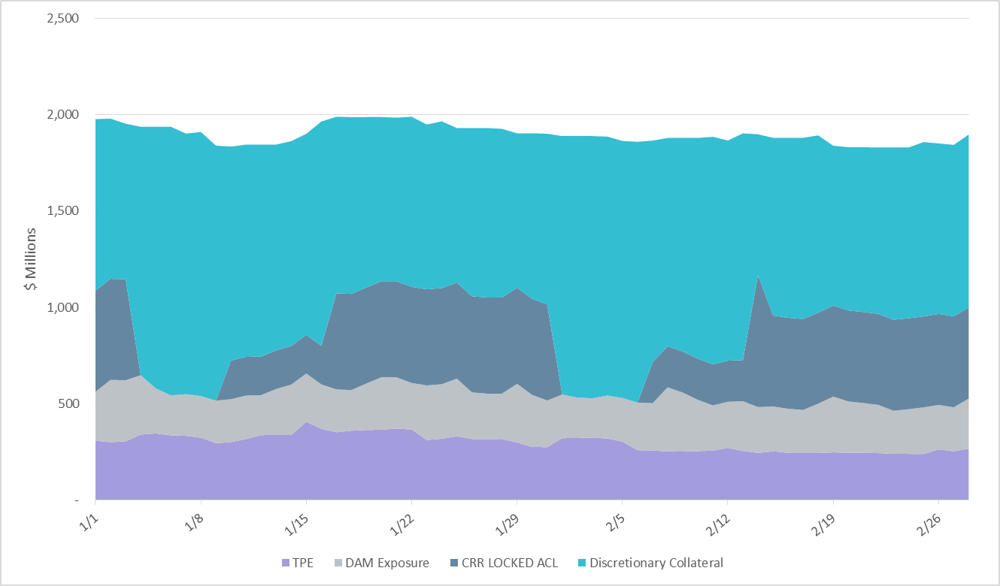 2,500
2,000
1,500
1,000
500
-
$ Millions
1/1 1/8 1/15 1/22 1/29 2/5 2/12 2/19 2/26
TPE DAM Exposure CRR LOCKED ACL Discretionary Collateral